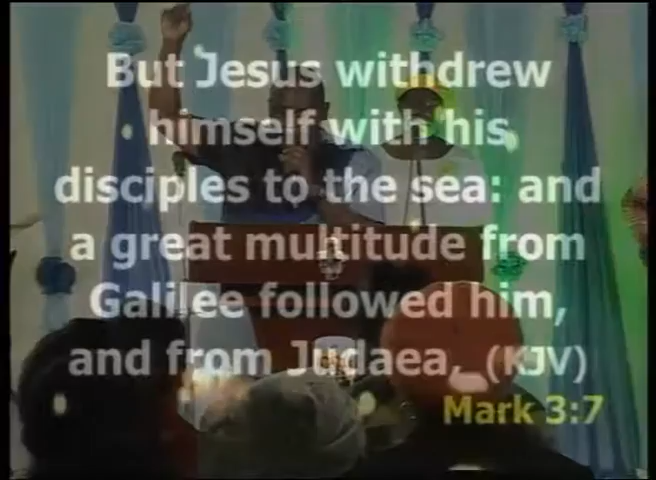 But Jesus withdrew
himself with his
disciples to the sea: and
a great multitude from
Galilee followed him,
and from Judaea, (KJV)
Mark 3:7